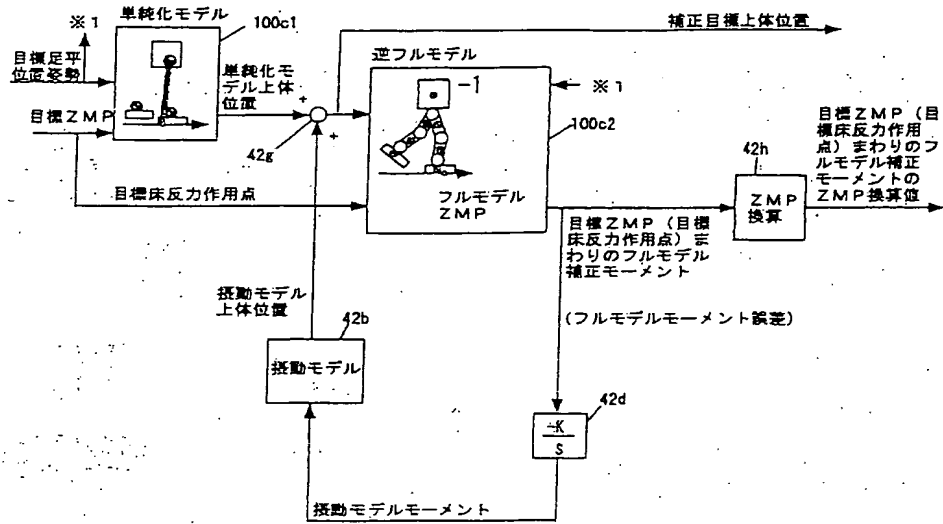 単純化モデル
100c1
※1
目標足平
位置姿勢
単純化モ
デル上体
位置
目標ZMP
+
+
42g
補正目標上体位置
逆フルモデル
-1
※1
100c2
フルモデル
ZMP
目標床反力作用点
42h
ZMP
換算
目標ZMP(目
標床反力作用
点)まわりのフ
ルモデル補正
モーメントの
ZMP換算値
目標ZMP(目標
床反力作用点)ま
わりのフルモデル
補正モーメント
(フルモデルモーメント誤差)
摂動モデル
上体位置
42b
摂動モデル
42d
-K
S
摂動モデルモーメント